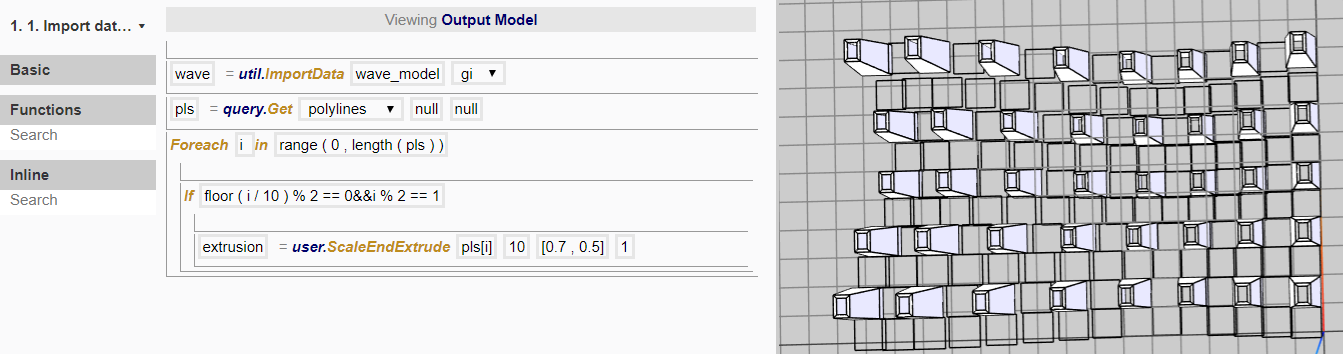 1. 1. Import dat…
Basic
Functions
Search
Inline
Search
Viewing Output Model
wave = util.ImportData wave_model gi
pls = query.Get polylines null null
Foreach i in range ( 0 , length ( pls ) )
If floor ( i / 10 ) % 2 == 0&&i % 2 == 1
extrusion = user.ScaleEndExtrude pls[i] 10 [0.7 , 0.5] 1